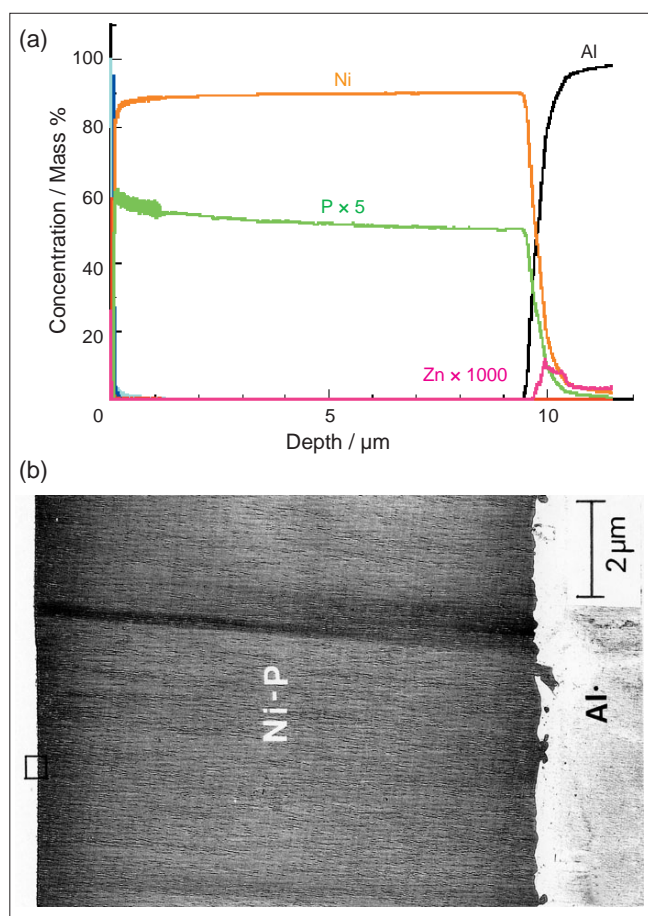 (a)
Concentration / Mass %
100
80
60
40
20
0
5
10
Depth / µm
Ni
Al
P × 5
Zn × 1000
(b)
Ni-P
Al·
2µm